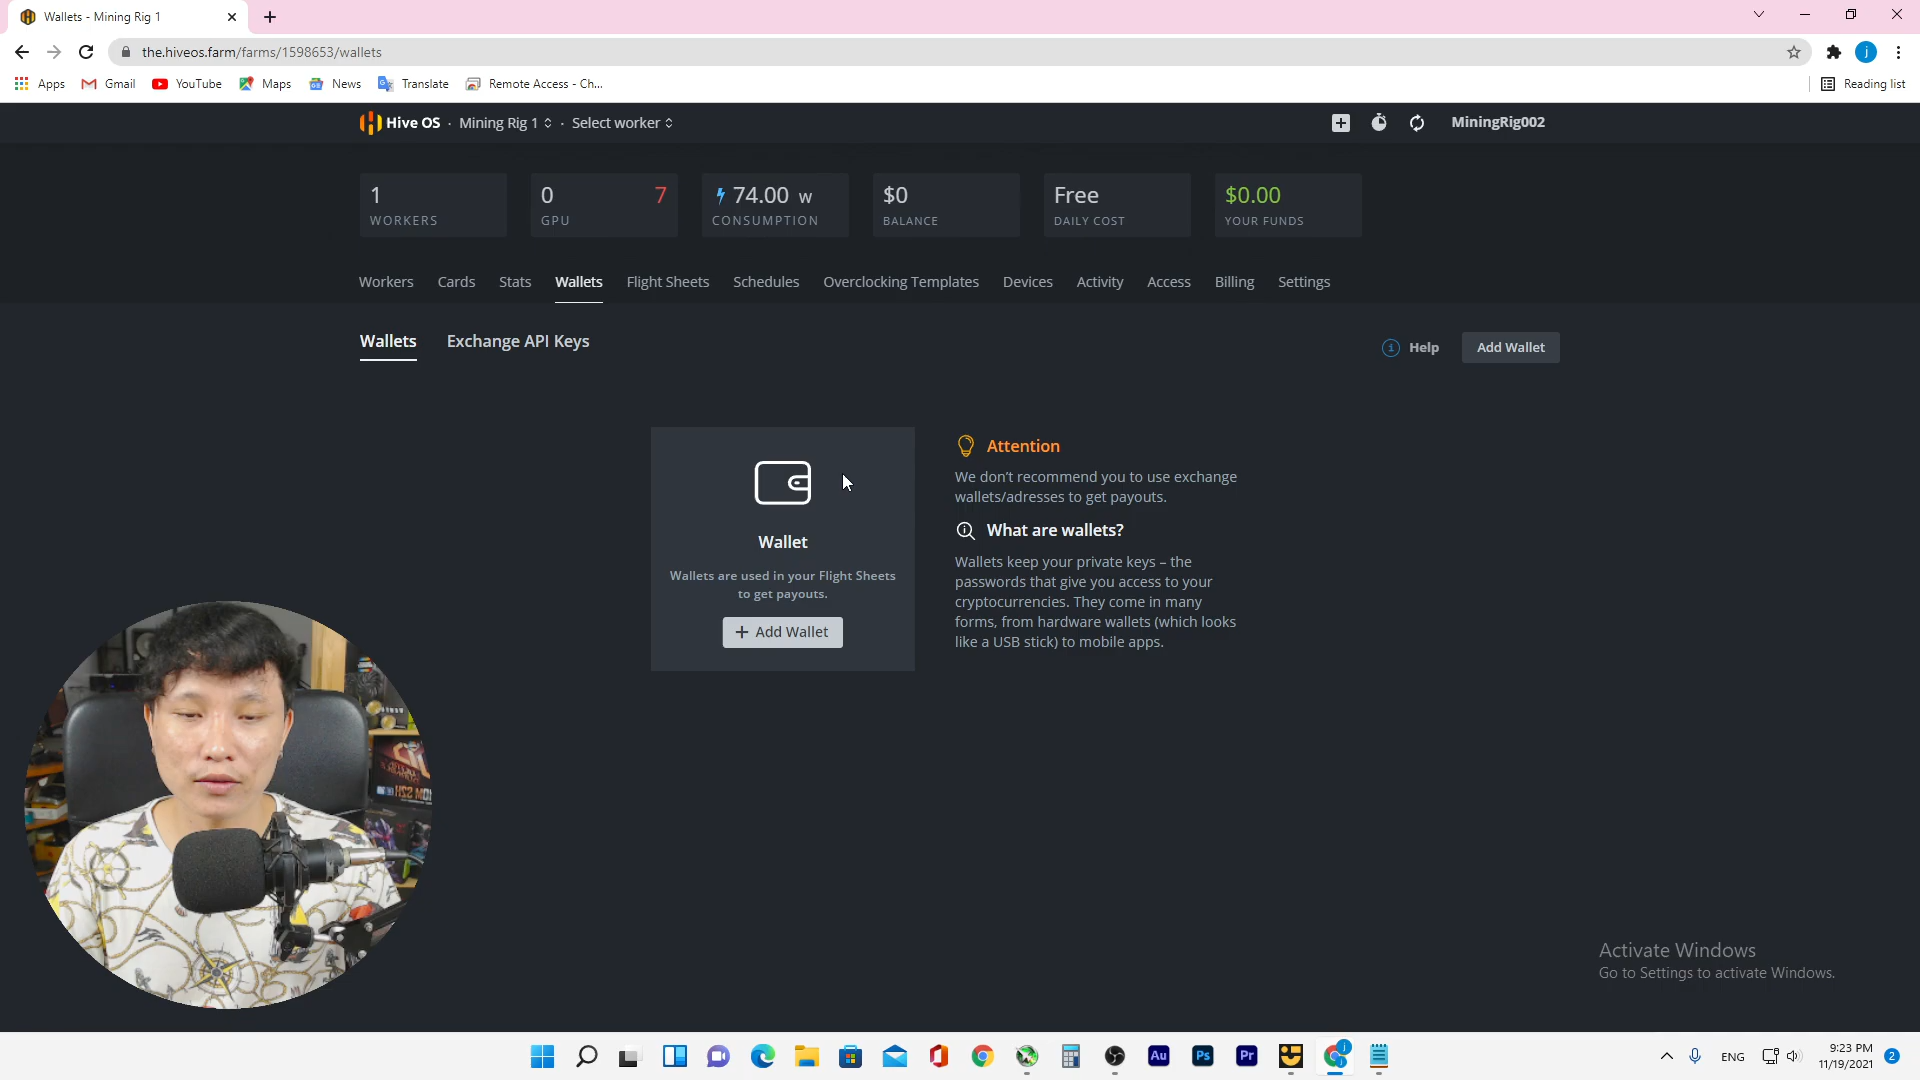 Wallets - Mining Rig 1
the.hiveos.farm/farms/1598653/wallets
Apps
Gmail
YouTube
Maps
News
Translate
Remote Access - Ch...
Reading list
Hive OS · Mining Rig 1 · Select worker
MiningRig002
1
WORKERS
0 7
GPU
74.00 w
CONSUMPTION
$0
BALANCE
Free
DAILY COST
$0.00
YOUR FUNDS
Workers
Cards
Stats
Wallets
Flight Sheets
Schedules
Overclocking Templates
Devices
Activity
Access
Billing
Settings
Wallets
Exchange API Keys
Help
Add Wallet
Wallet
Wallets are used in your Flight Sheets
to get payouts.
+ Add Wallet
Attention
We don't recommend you to use exchange
wallets/adresses to get payouts.
What are wallets?
Wallets keep your private keys – the
passwords that give you access to your
cryptocurrencies. They come in many
forms, from hardware wallets (which looks
like a USB stick) to mobile apps.
Activate Windows
Go to Settings to activate Windows.
Au
Ps
Pr
j
ENG
9:23 PM
11/19/2021
2